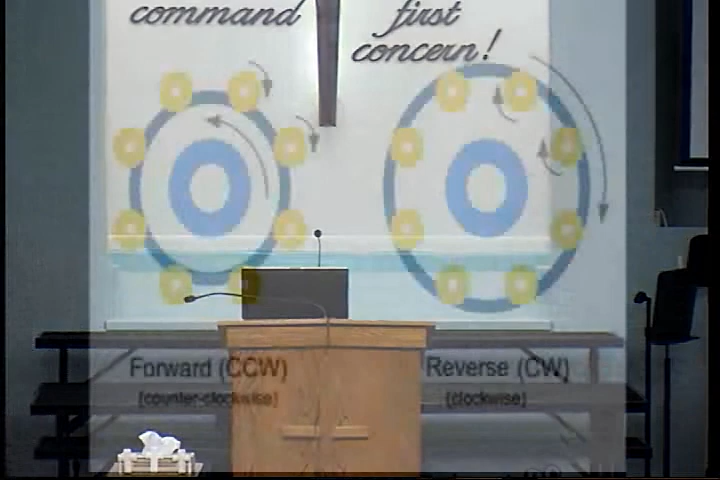 command first
concern!
Forward (CCW) Reverse (CW)
(counter-clockwise) (clockwise)